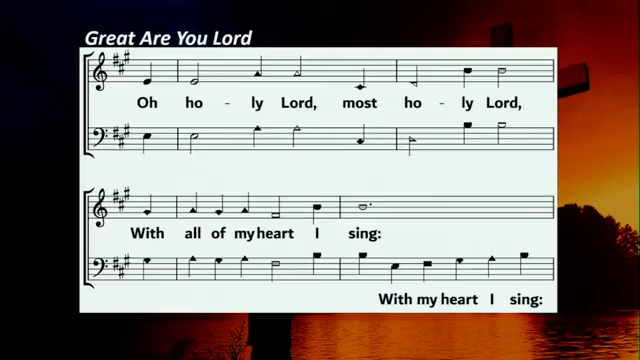 Great Are You Lord
Oh ho - ly Lord, most ho - ly Lord,
With all of my heart I sing:
With my heart I sing: